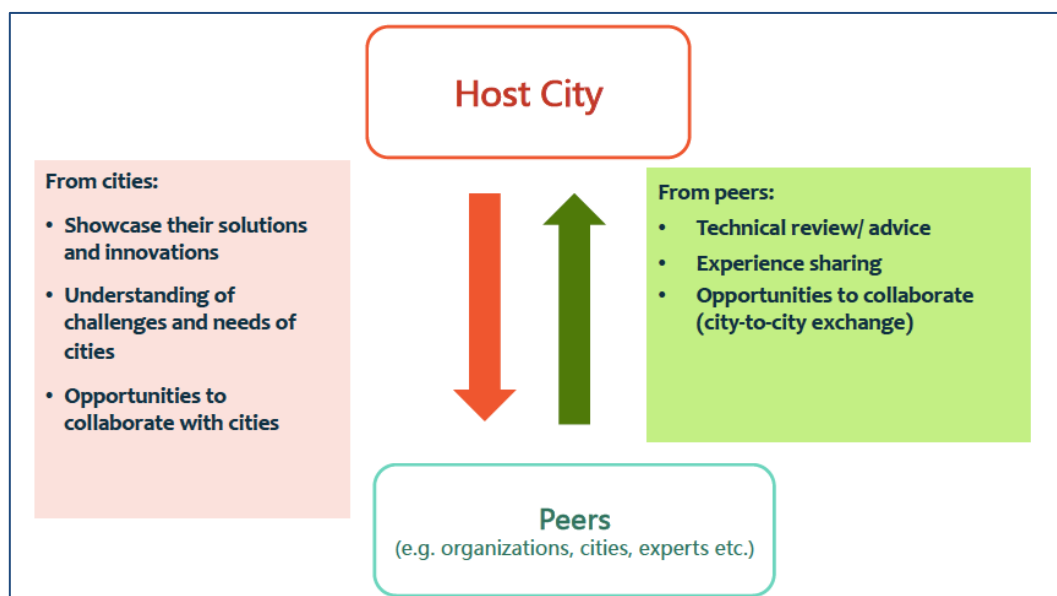 Host City
From cities:
• Showcase their solutions
and innovations
• Understanding of
challenges and needs of
cities
• Opportunities to
collaborate with cities
From peers:
• Technical review/ advice
• Experience sharing
• Opportunities to collaborate
(city-to-city exchange)
Peers
(e.g. organizations, cities, experts etc.)